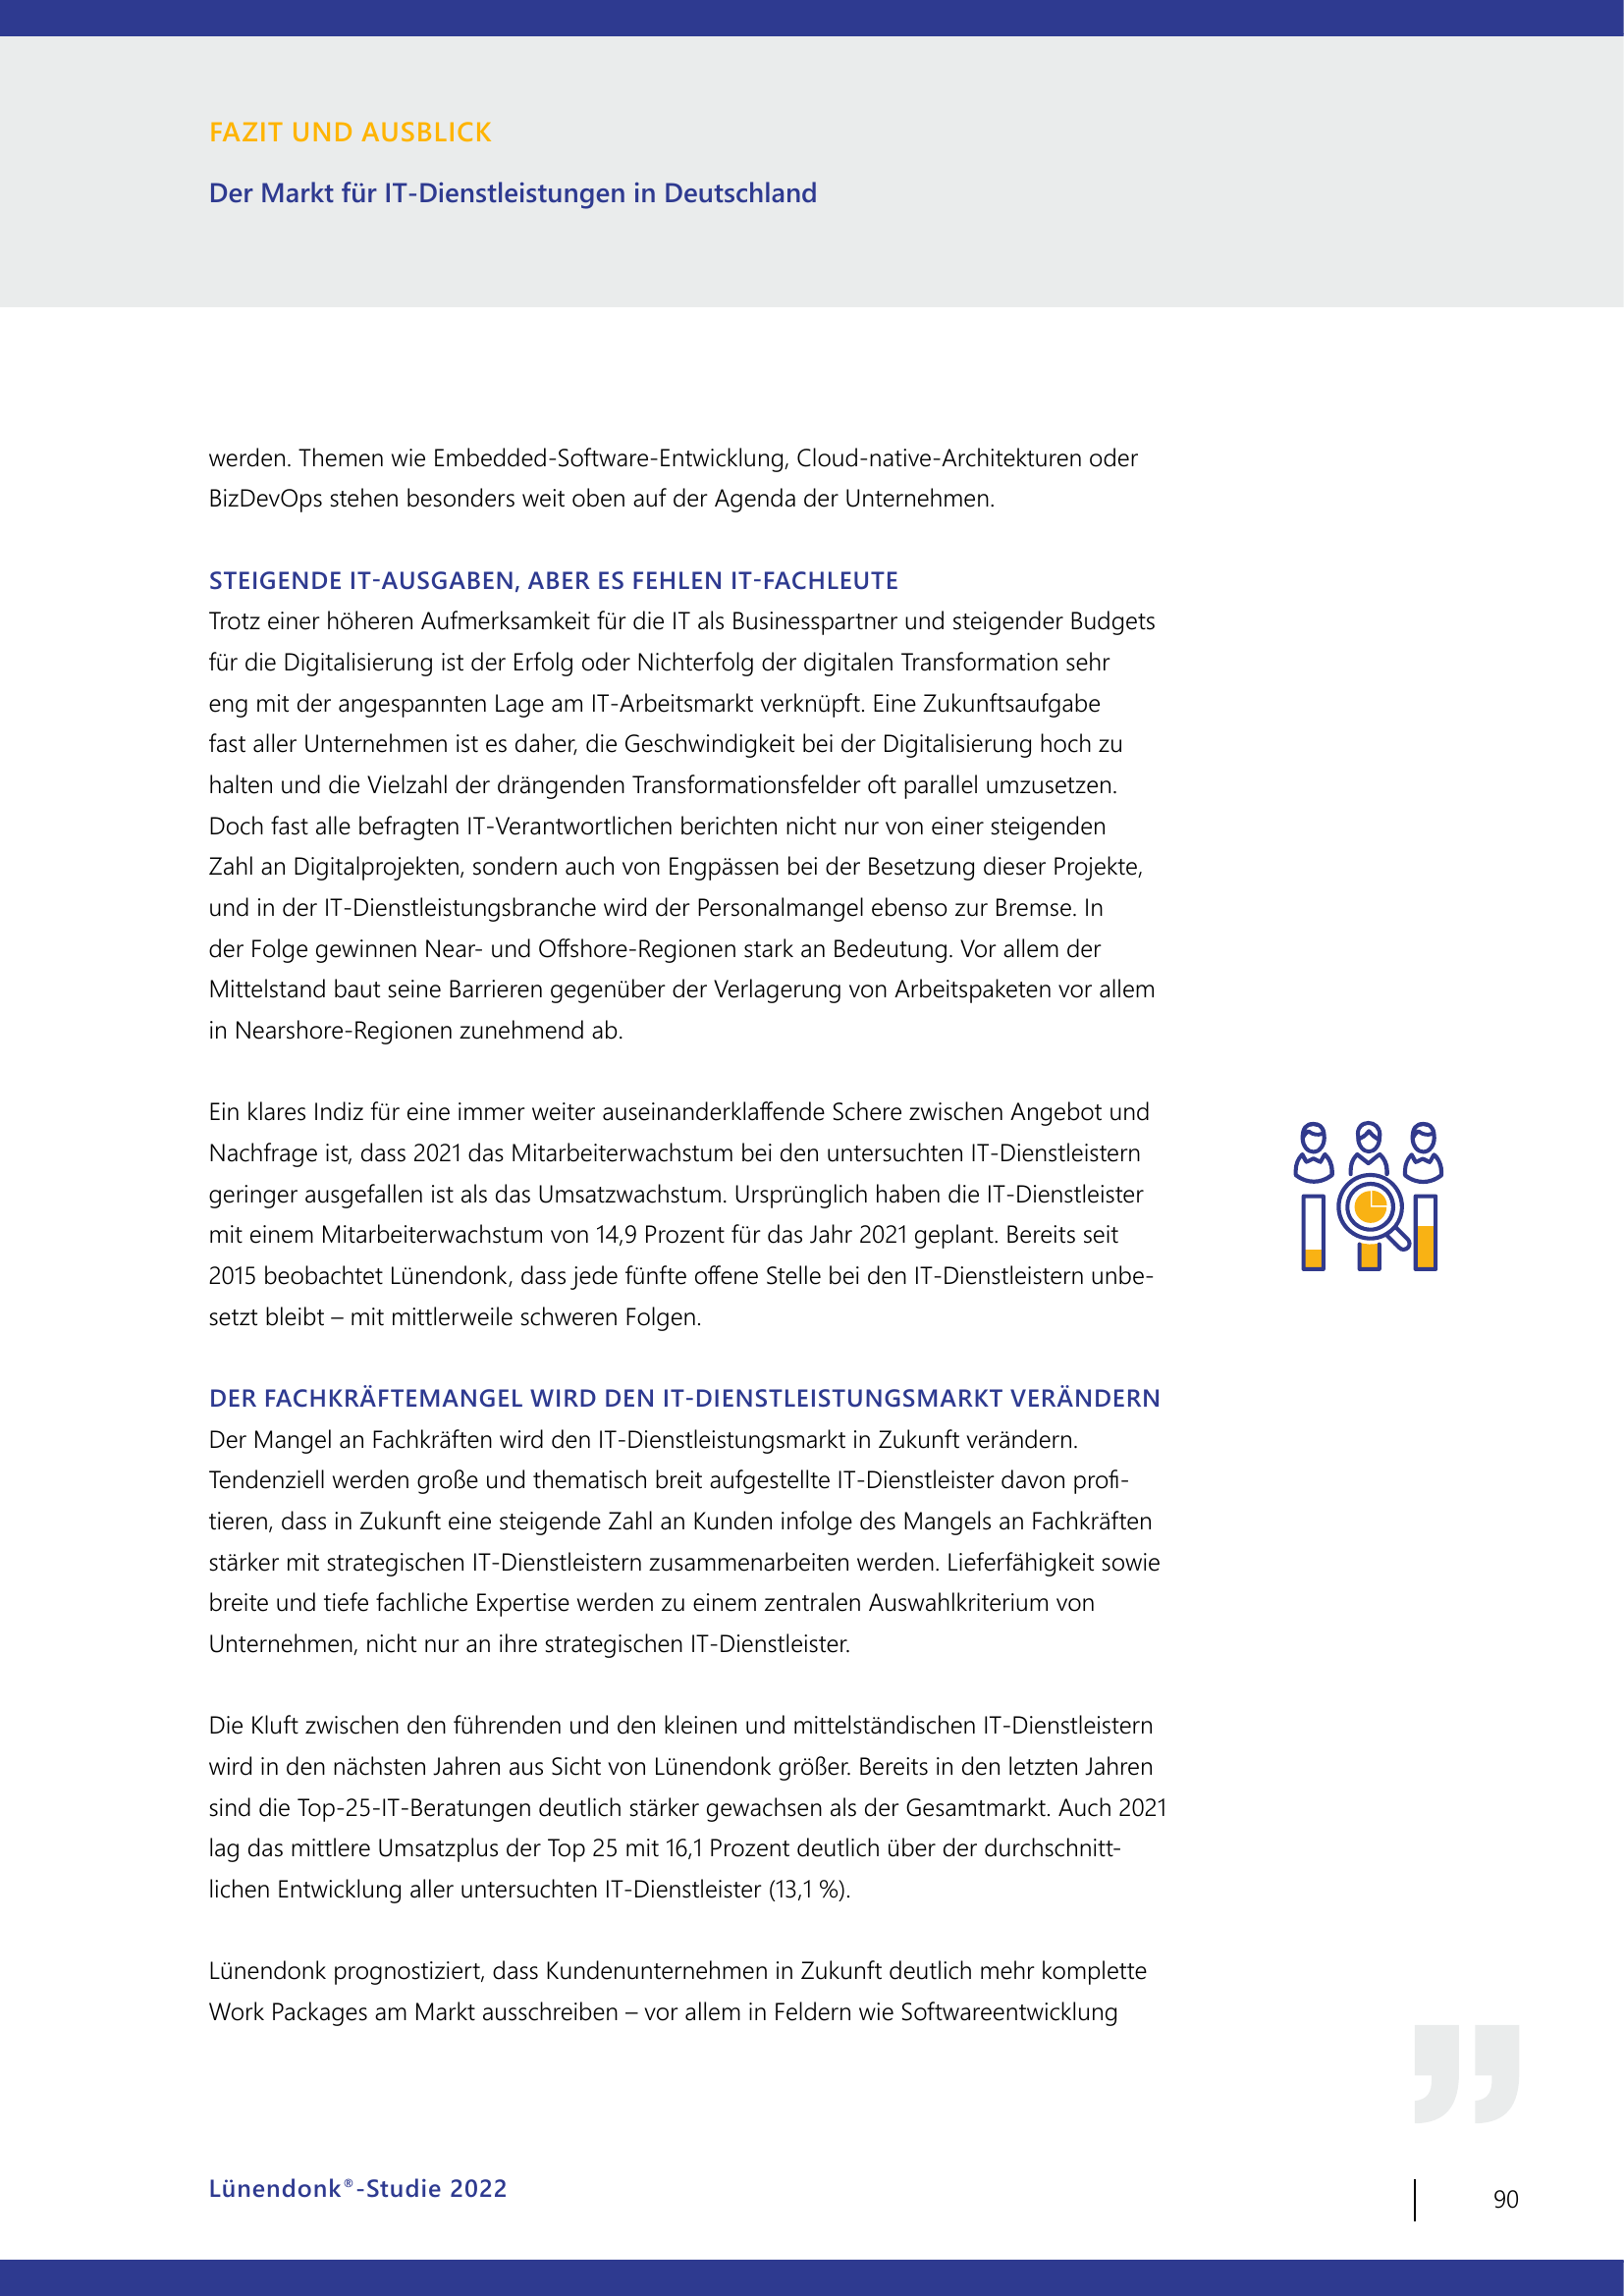 FAZIT UND AUSBLICK
Der Markt für IT-Dienstleistungen in Deutschland
werden. Themen wie Embedded-Software-Entwicklung, Cloud-native-Architekturen oder
BizDevOps stehen besonders weit oben auf der Agenda der Unternehmen.
STEIGENDE IT-AUSGABEN, ABER ES FEHLEN IT-FACHLEUTE
Trotz einer höheren Aufmerksamkeit für die IT als Businesspartner und steigender Budgets
für die Digitalisierung ist der Erfolg oder Nichterfolg der digitalen Transformation sehr
eng mit der angespannten Lage am IT-Arbeitsmarkt verknüpft. Eine Zukunftsaufgabe
fast aller Unternehmen ist es daher, die Geschwindigkeit bei der Digitalisierung hoch zu
halten und die Vielzahl der drängenden Transformationsfelder oft parallel umzusetzen.
Doch fast alle befragten IT-Verantwortlichen berichten nicht nur von einer steigenden
Zahl an Digitalprojekten, sondern auch von Engpässen bei der Besetzung dieser Projekte,
und in der IT-Dienstleistungsbranche wird der Personalmangel ebenso zur Bremse. In
der Folge gewinnen Near- und Offshore-Regionen stark an Bedeutung. Vor allem der
Mittelstand baut seine Barrieren gegenüber der Verlagerung von Arbeitspaketen vor allem
in Nearshore-Regionen zunehmend ab.
Ein klares Indiz für eine immer weiter auseinanderklaffende Schere zwischen Angebot und
Nachfrage ist, dass 2021 das Mitarbeiterwachstum bei den untersuchten IT-Dienstleistern
geringer ausgefallen ist als das Umsatzwachstum. Ursprünglich haben die IT-Dienstleister
mit einem Mitarbeiterwachstum von 14,9 Prozent für das Jahr 2021 geplant. Bereits seit
2015 beobachtet Lünendonk, dass jede fünfte offene Stelle bei den IT-Dienstleistern unbe-
setzt bleibt – mit mittlerweile schweren Folgen.
DER FACHKRÄFTEMANGEL WIRD DEN IT-DIENSTLEISTUNGSMARKT VERÄNDERN
Der Mangel an Fachkräften wird den IT-Dienstleistungsmarkt in Zukunft verändern.
Tendenziell werden große und thematisch breit aufgestellte IT-Dienstleister davon profi-
tieren, dass in Zukunft eine steigende Zahl an Kunden infolge des Mangels an Fachkräften
stärker mit strategischen IT-Dienstleistern zusammenarbeiten werden. Lieferfähigkeit sowie
breite und tiefe fachliche Expertise werden zu einem zentralen Auswahlkriterium von
Unternehmen, nicht nur an ihre strategischen IT-Dienstleister.
Die Kluft zwischen den führenden und den kleinen und mittelständischen IT-Dienstleistern
wird in den nächsten Jahren aus Sicht von Lünendonk größer. Bereits in den letzten Jahren
sind die Top-25-IT-Beratungen deutlich stärker gewachsen als der Gesamtmarkt. Auch 2021
lag das mittlere Umsatzplus der Top 25 mit 16,1 Prozent deutlich über der durchschnitt-
lichen Entwicklung aller untersuchten IT-Dienstleister (13,1 %).
Lünendonk prognostiziert, dass Kundenunternehmen in Zukunft deutlich mehr komplette
Work Packages am Markt ausschreiben – vor allem in Feldern wie Softwareentwicklung
Lünendonk®-Studie 2022
90